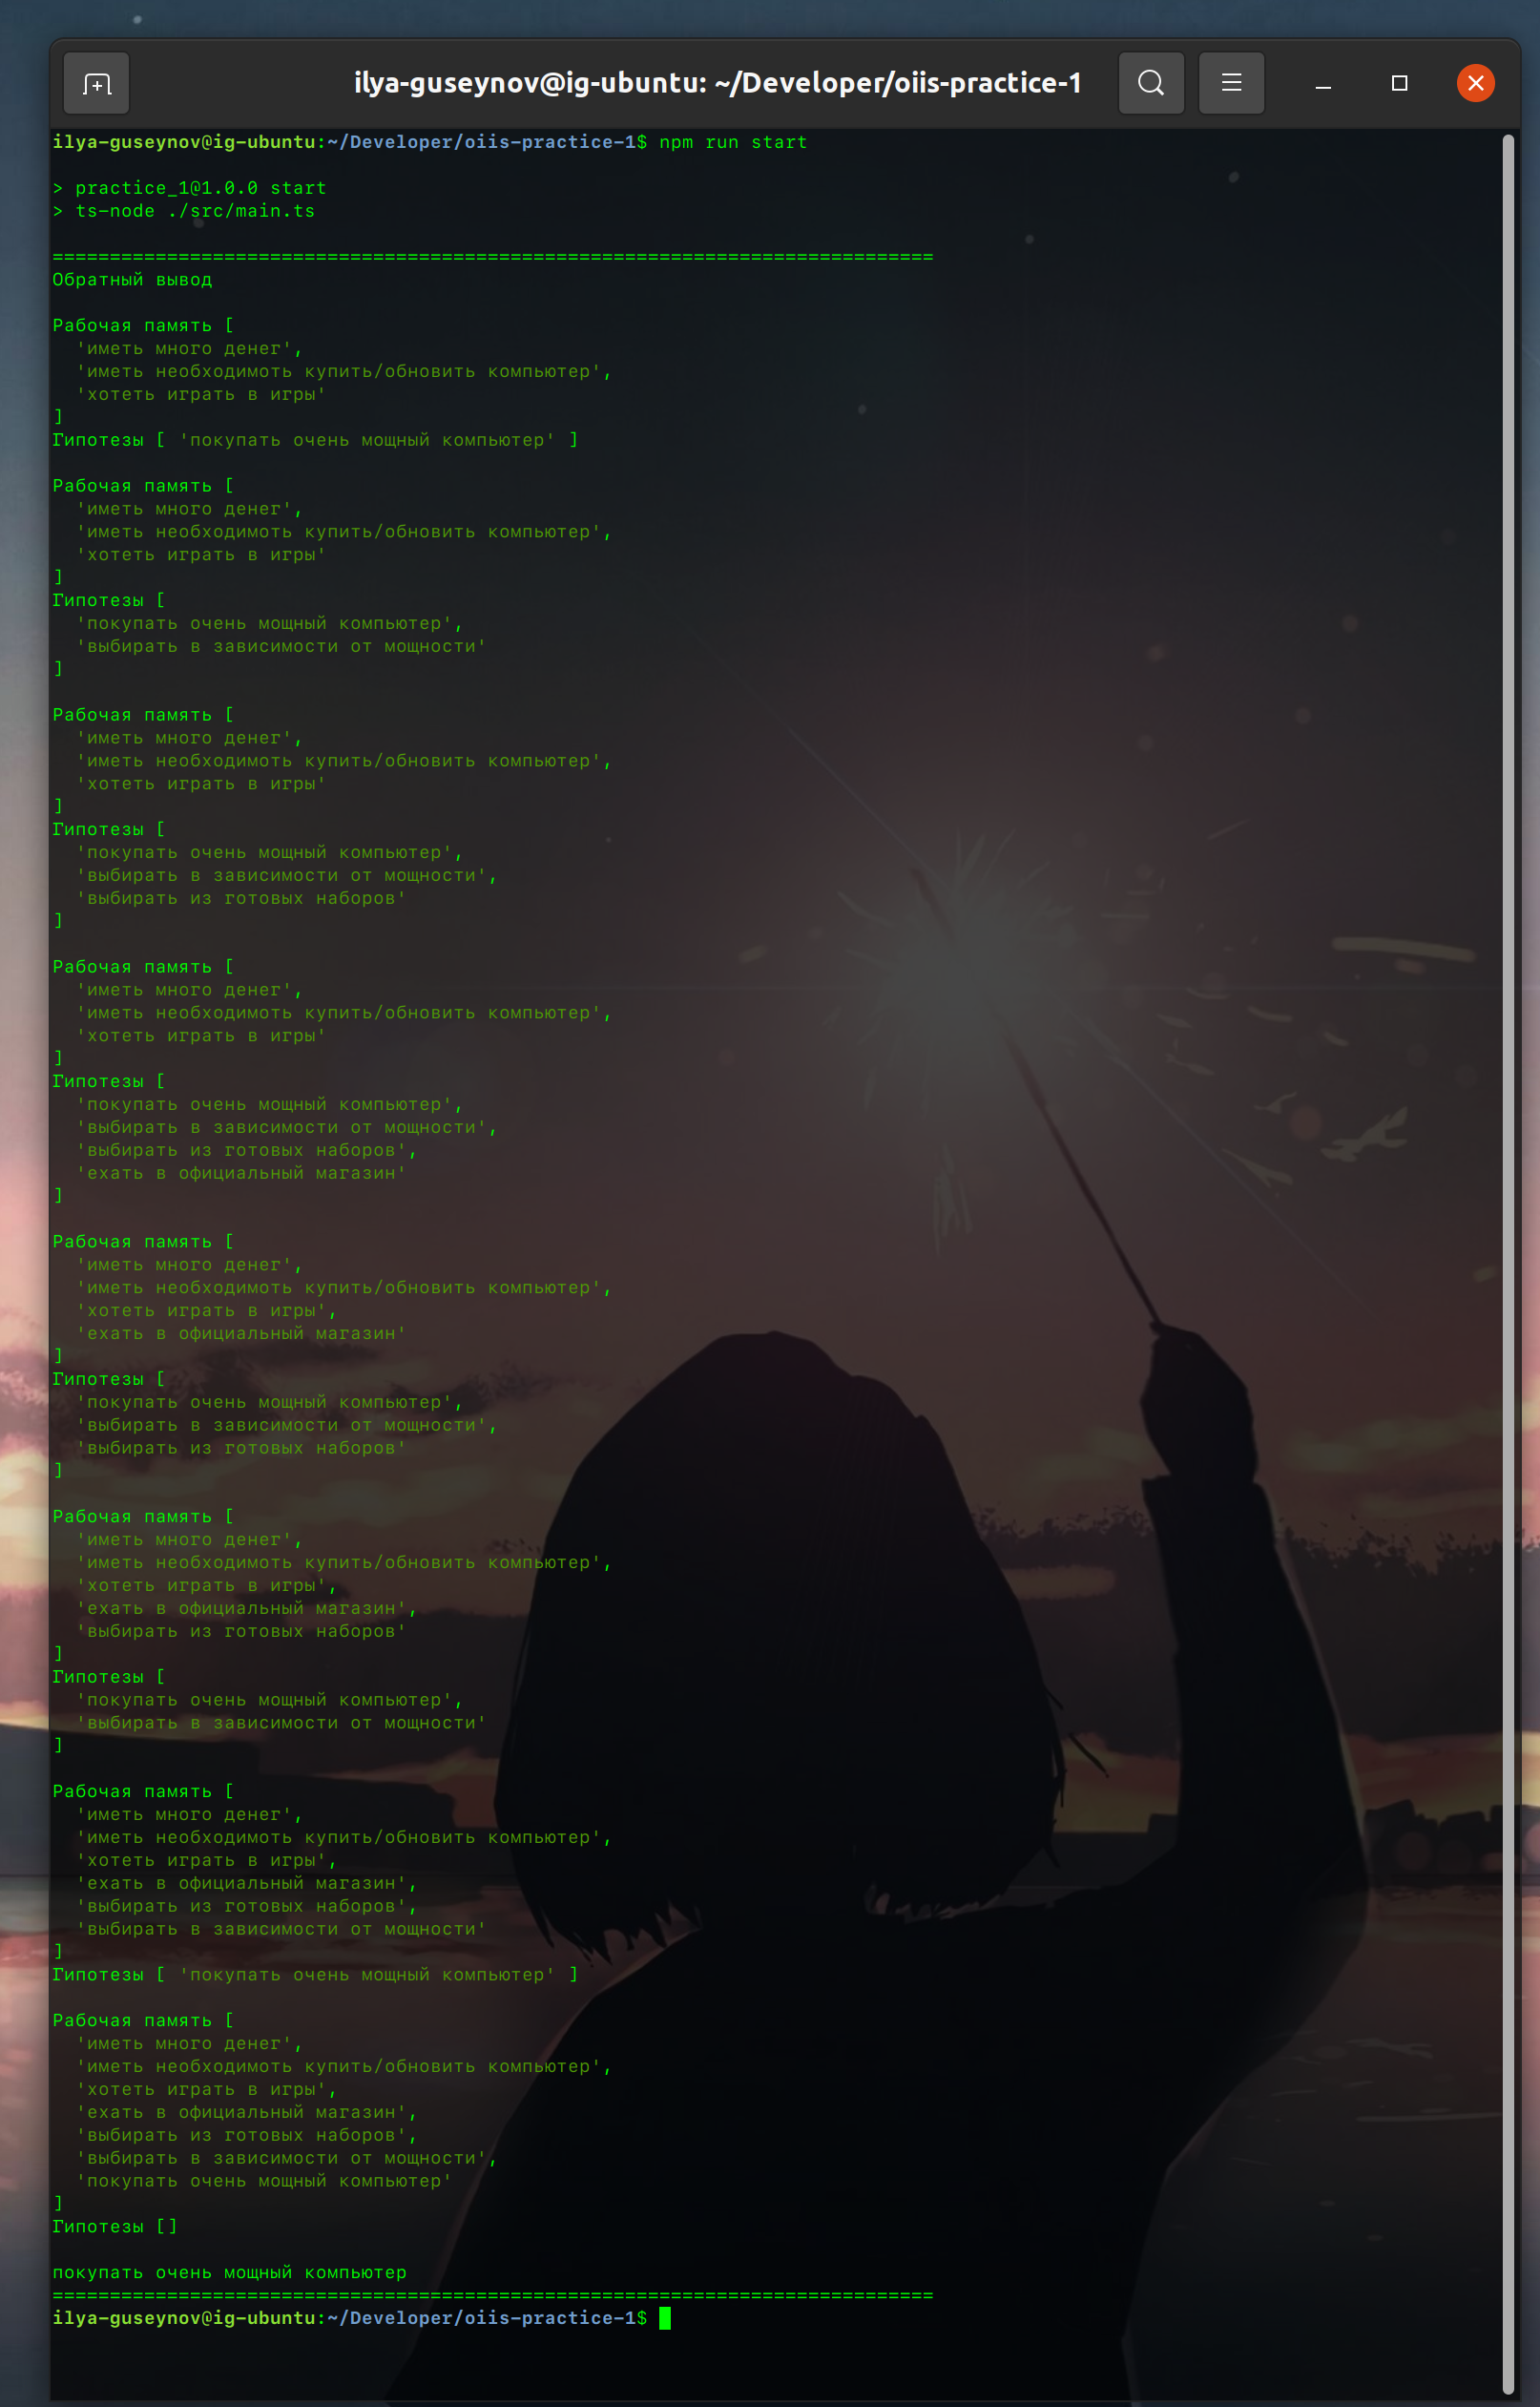 ilya-guseynov@ig-ubuntu: ~/Developer/oiis-practice-1
ilya-guseynov@ig-ubuntu:~/Developer/oiis-practice-1$ npm run start
> practice_1@1.0.0 start
> ts-node ./src/main.ts
=============================================================================
Обратный вывод
Рабочая память [
'иметь много денег',
'иметь необходимоть купить/обновить компьютер',
'хотеть играть в игры'
]
Гипотезы [ 'покупать очень мощный компьютер' ]
Рабочая память [
'иметь много денег',
'иметь необходимоть купить/обновить компьютер',
'хотеть играть в игры'
]
Гипотезы [
'покупать очень мощный компьютер',
'выбирать в зависимости от мощности'
]
Рабочая память [
'иметь много денег',
'иметь необходимоть купить/обновить компьютер',
'хотеть играть в игры'
]
Гипотезы [
'покупать очень мощный компьютер',
'выбирать в зависимости от мощности',
'выбирать из готовых наборов'
]
Рабочая память [
'иметь много денег',
'иметь необходимоть купить/обновить компьютер',
'хотеть играть в игры'
]
Гипотезы [
'покупать очень мощный компьютер',
'выбирать в зависимости от мощности',
'выбирать из готовых наборов',
'ехать в официальный магазин'
]
Рабочая память [
'иметь много денег',
'иметь необходимоть купить/обновить компьютер',
'хотеть играть в игры',
'ехать в официальный магазин'
]
Гипотезы [
'покупать очень мощный компьютер',
'выбирать в зависимости от мощности',
'выбирать из готовых наборов'
]
Рабочая память [
'иметь много денег',
'иметь необходимоть купить/обновить компьютер',
'хотеть играть в игры',
'ехать в официальный магазин',
'выбирать из готовых наборов'
]
Гипотезы [
'покупать очень мощный компьютер',
'выбирать в зависимости от мощности'
]
Рабочая память [
'иметь много денег',
'иметь необходимоть купить/обновить компьютер',
'хотеть играть в игры',
'ехать в официальный магазин',
'выбирать из готовых наборов',
'выбирать в зависимости от мощности'
]
Гипотезы [ 'покупать очень мощный компьютер' ]
Рабочая память [
'иметь много денег',
'иметь необходимоть купить/обновить компьютер',
'хотеть играть в игры',
'ехать в официальный магазин',
'выбирать из готовых наборов',
'выбирать в зависимости от мощности',
'покупать очень мощный компьютер'
]
Гипотезы []
покупать очень мощный компьютер
=============================================================================
ilya-guseynov@ig-ubuntu:~/Developer/oiis-practice-1$